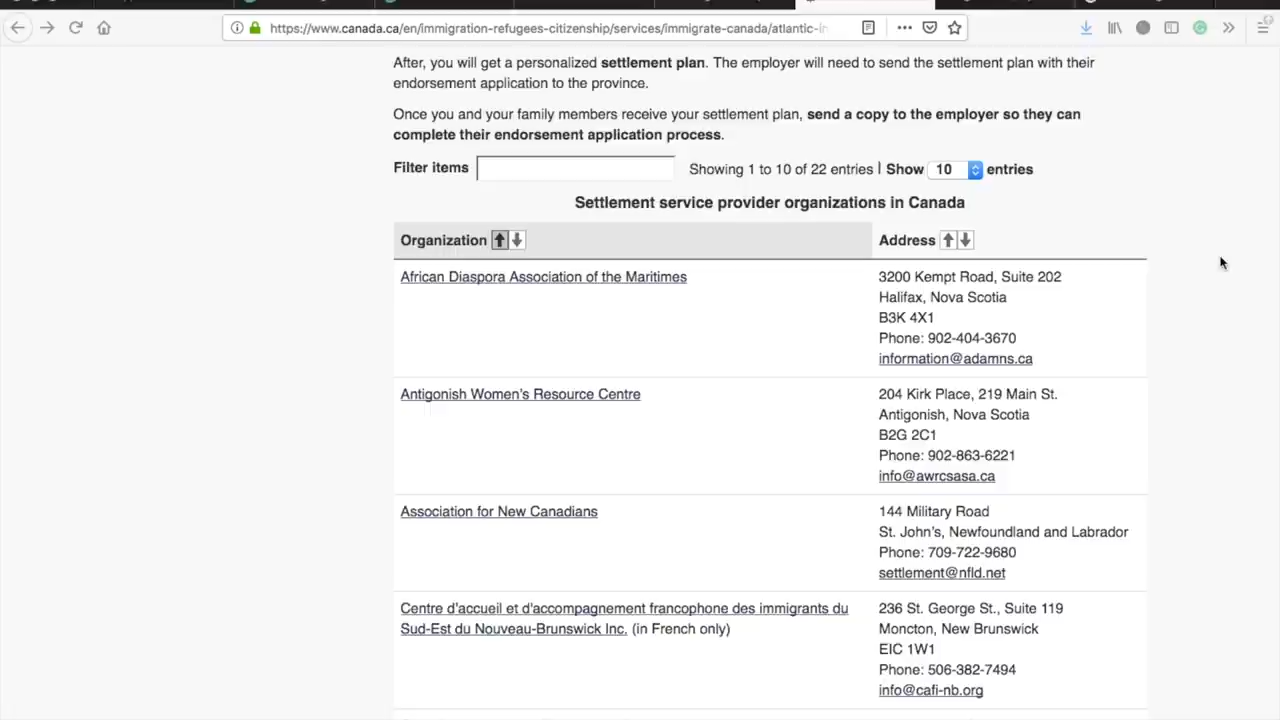 https://www.canada.ca/en/immigration-refugees-citizenship/services/immigrate-canada/atlantic-in
After, you will get a personalized settlement plan. The employer will need to send the settlement plan with their
endorsement application to the province.
Once you and your family members receive your settlement plan, send a copy to the employer so they can
complete their endorsement application process.
Filter items Showing 1 to 10 of 22 entries | Show 10 entries
Settlement service provider organizations in Canada
Organization Address
African Diaspora Association of the Maritimes
3200 Kempt Road, Suite 202
Halifax, Nova Scotia
B3K 4X1
Phone: 902-404-3670
information@adamns.ca
Antigonish Women's Resource Centre
204 Kirk Place, 219 Main St.
Antigonish, Nova Scotia
B2G 2C1
Phone: 902-863-6221
info@awrcsasa.ca
Association for New Canadians
144 Military Road
St. John's, Newfoundland and Labrador
Phone: 709-722-9680
settlement@nfld.net
Centre d'accueil et d'accompagnement francophone des immigrants du
Sud-Est du Nouveau-Brunswick Inc. (in French only)
236 St. George St., Suite 119
Moncton, New Brunswick
EIC 1W1
Phone: 506-382-7494
info@cafi-nb.org